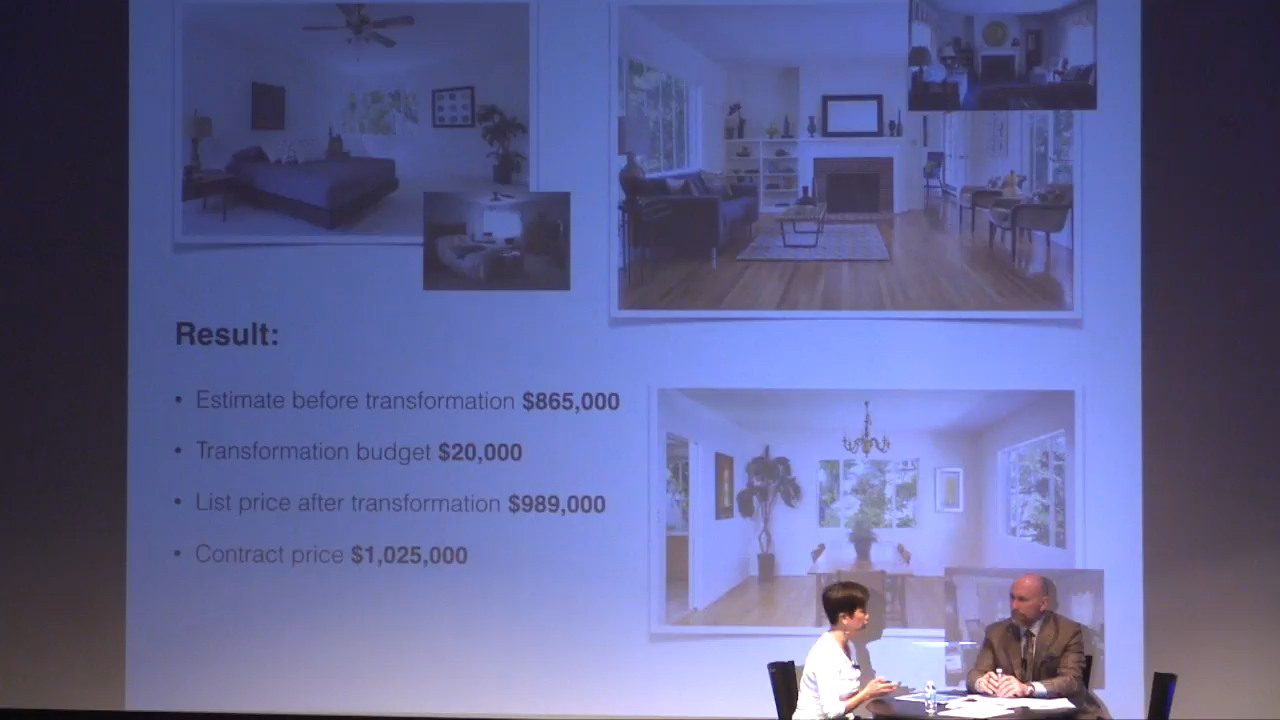 Result:
• Estimate before transformation $865,000
• Transformation budget $20,000
• List price after transformation $989,000
• Contract price $1,025,000